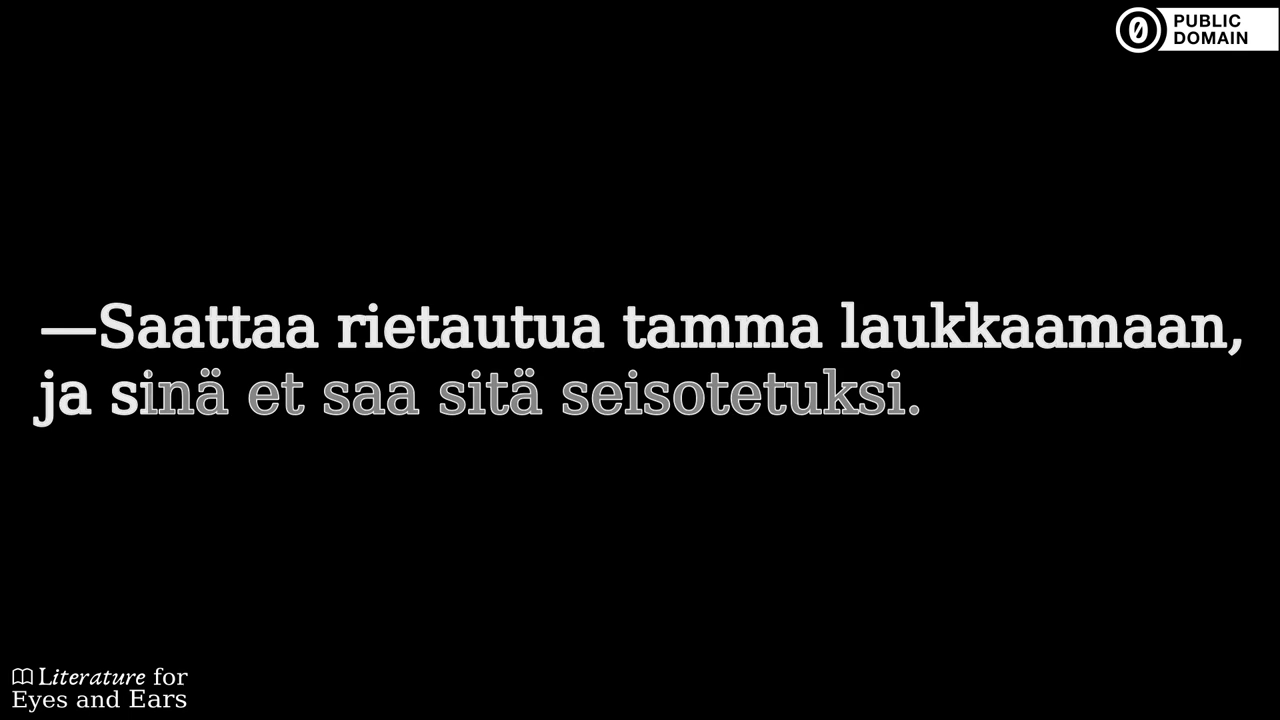 PUBLIC
DOMAIN
—Saattaa rietautua tamma laukkaamaan,
ja sinä et saa sitä seisotetuksi.
Literature for
Eyes and Ears